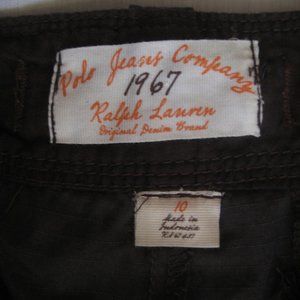 Polo Jeans Company
1967
Ralph Lauren
Original Denim Brand
10
Made in
Indonesia